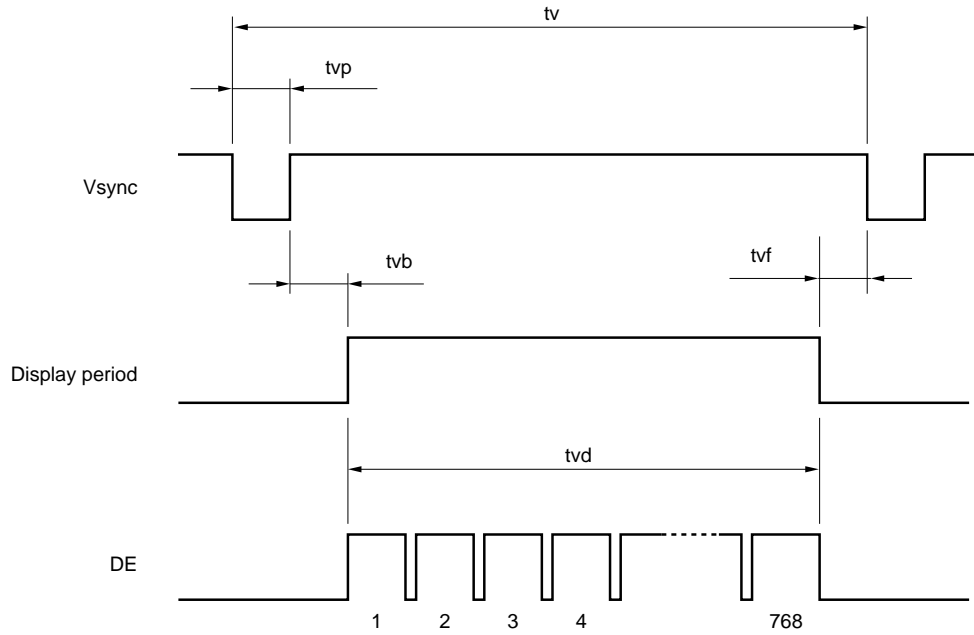 tv
tvp
Vsync
tvb
tvf
Display period
tvd
DE
1 2 3 4 768